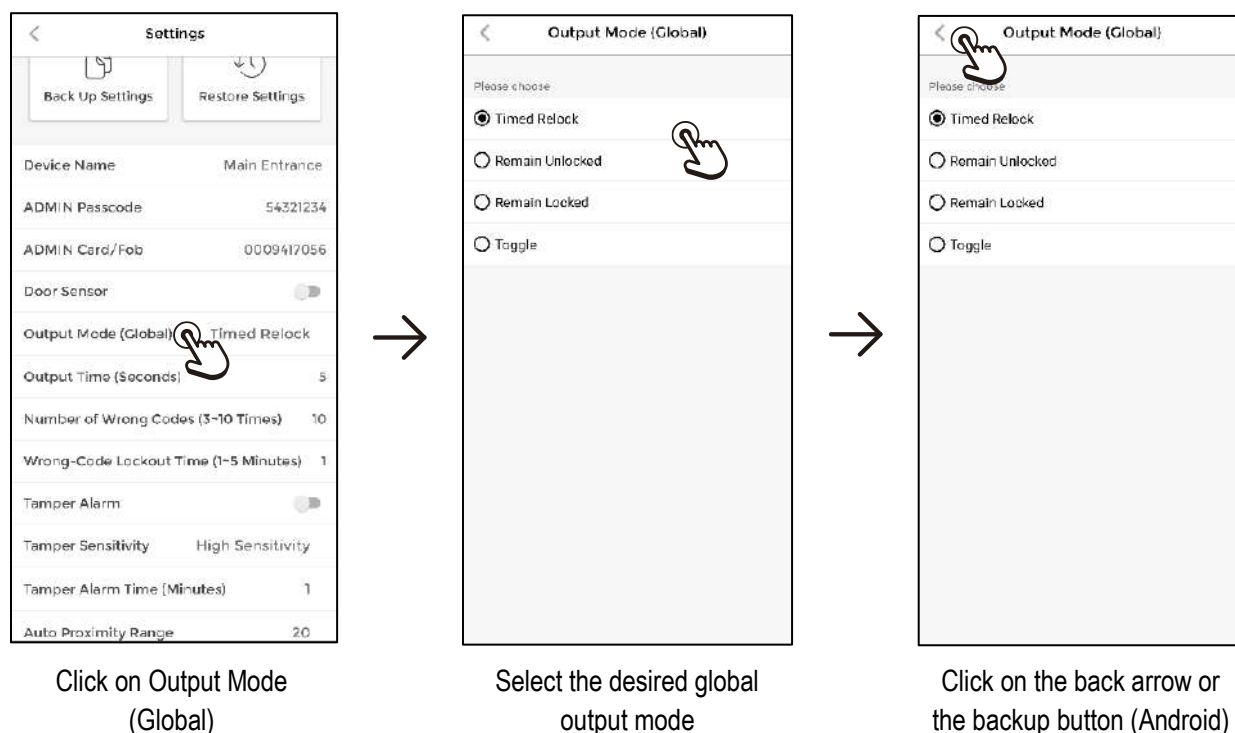 Settings
Back Up Settings
Restore Settings
Device Name Main Entrance
ADMIN Passcode 54321234
ADMIN Card/Fob 0009417056
Door Sensor
Output Mode (Global) Timed Relock
Output Time (Seconds) 5
Number of Wrong Codes (3~10 Times) 10
Wrong-Code Lockout Time (1~5 Minutes) 1
Tamper Alarm
Tamper Sensitivity High Sensitivity
Tamper Alarm Time (Minutes) 1
Auto Proximity Range 20
Click on Output Mode
(Global)
Output Mode (Global)
Please choose
Timed Relock
Remain Unlocked
Remain Locked
Toggle
Select the desired global
output mode
Output Mode (Global)
Please choose
Timed Relock
Remain Unlocked
Remain Locked
Toggle
Click on the back arrow or
the backup button (Android)